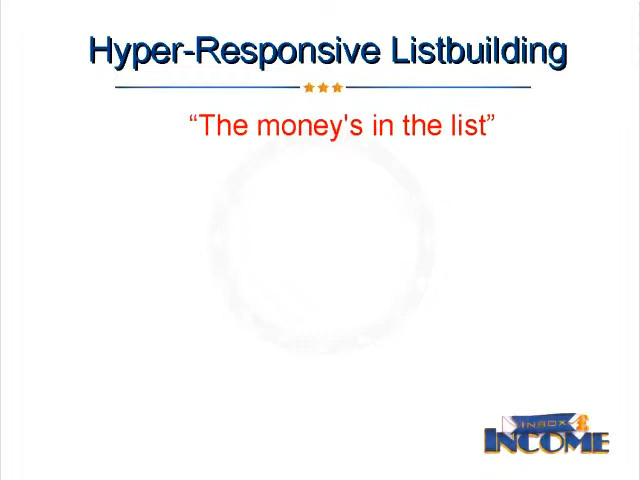 Hyper-Responsive Listbuilding
“The money's in the list”
INBOX
INCOME